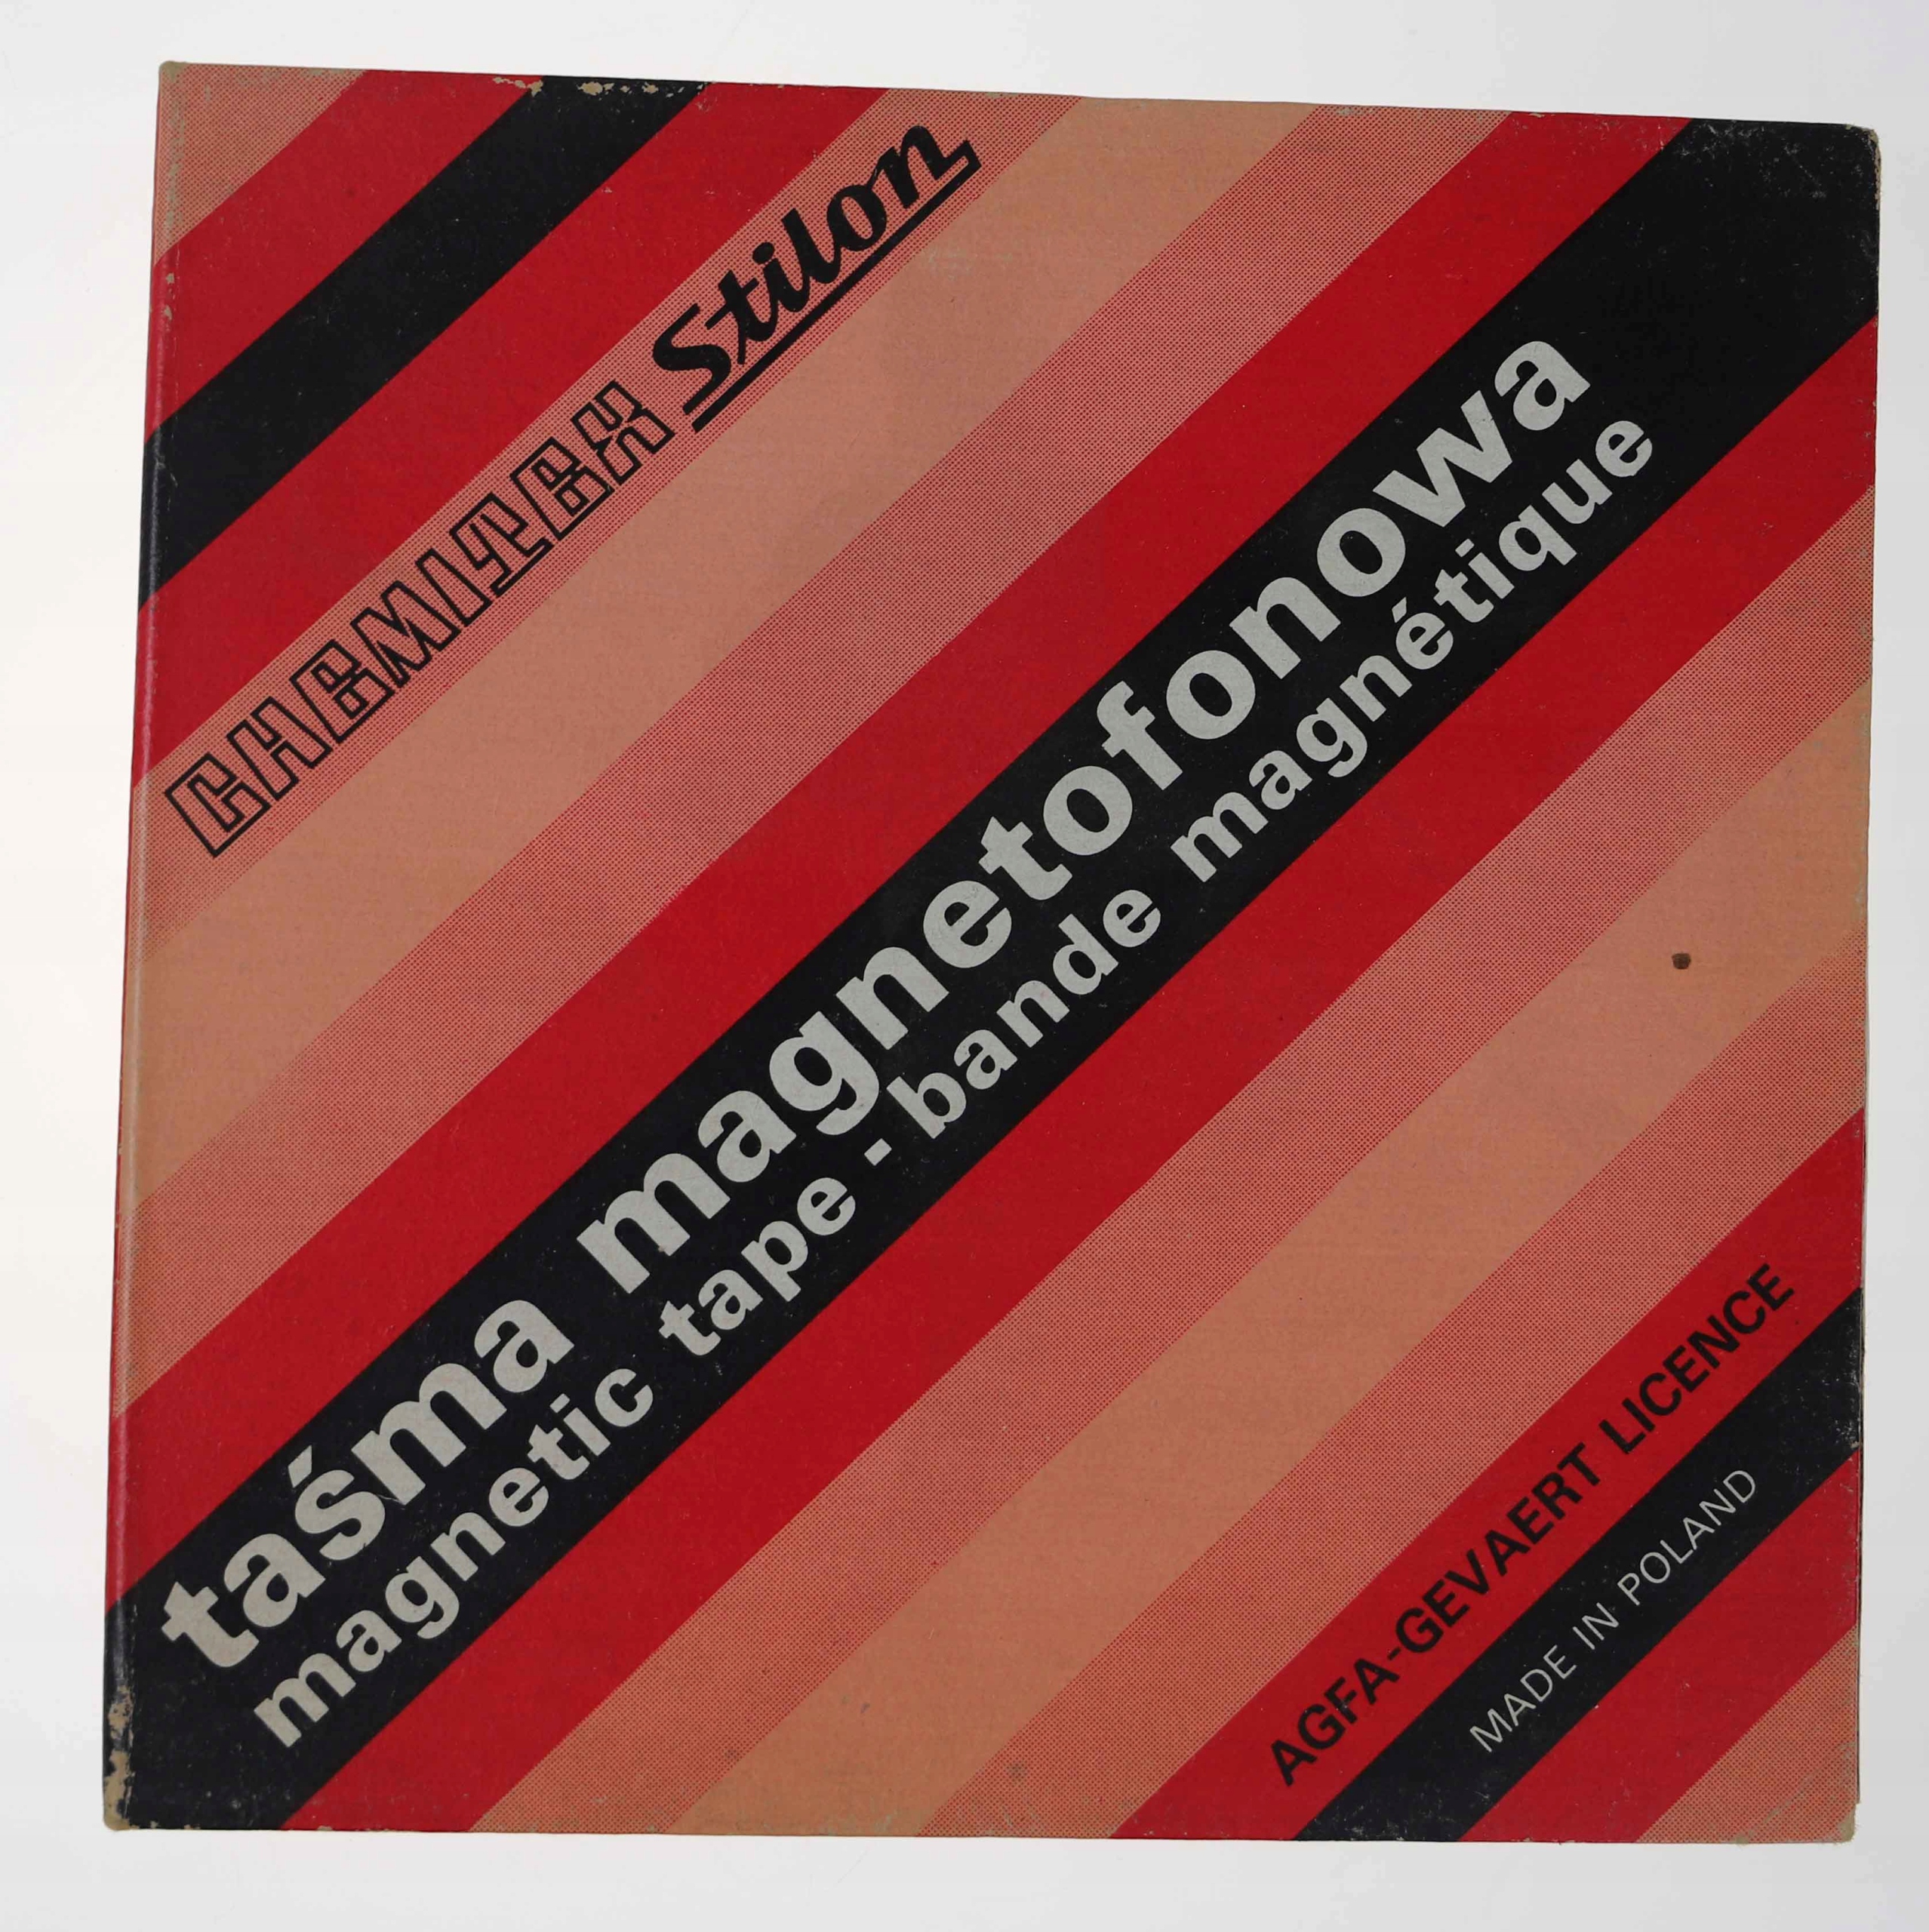 CHEMITEX Stilon
taśma magnetofonowa
magnetic tape - bande magnétique
AGFA-GEVAERT LICENCE
MADE IN POLAND